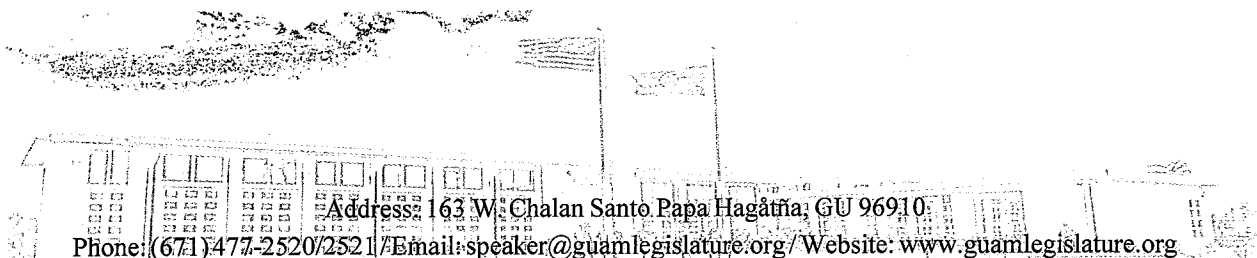 Address: 163 W. Chalan Santo Papa Hagåtña, GU 96910
Phone: (671)477-2520/2521 / Email: speaker@guamlegislature.org / Website: www.guamlegislature.org